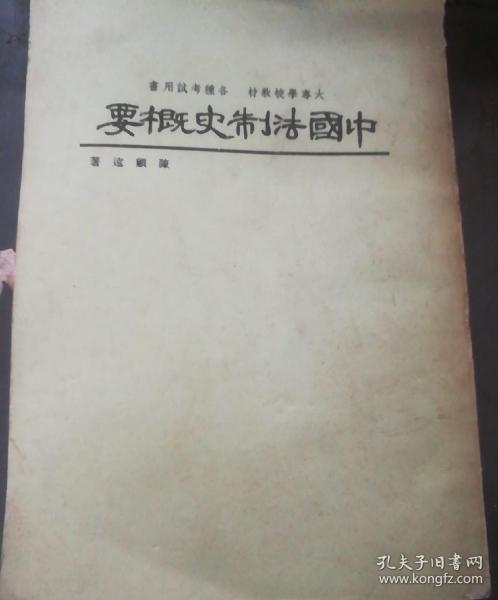 大專學校教材　各種考試用書
中國法制史概要
陳顧遠著
孔夫子旧书网
www.kongfz.com